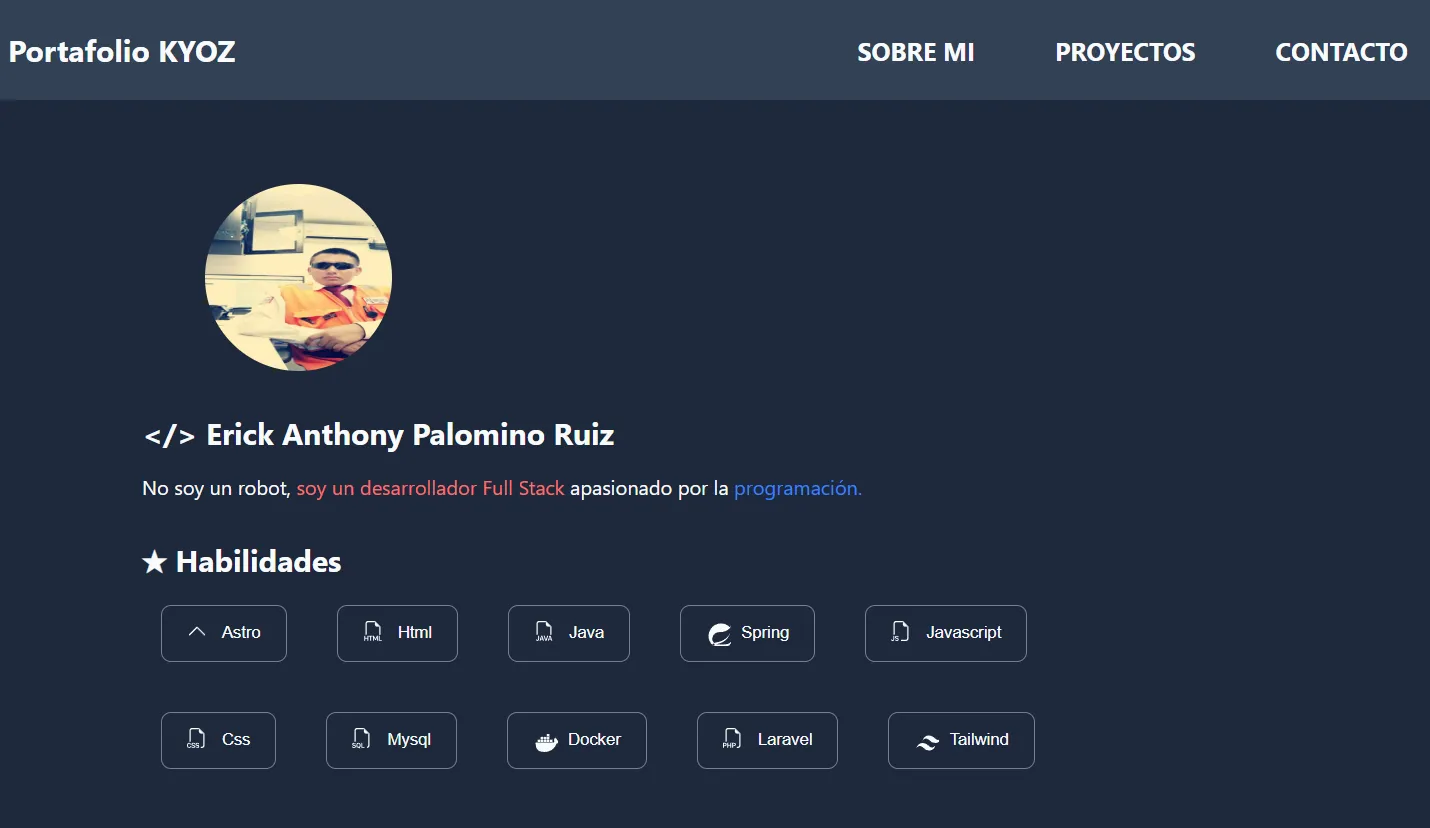 Portafolio KYOZ SOBRE MI PROYECTOS CONTACTO
</> Erick Anthony Palomino Ruiz
No soy un robot, soy un desarrollador Full Stack apasionado por la programación.
★ Habilidades
Astro HTML Html JAVA Java Spring JS Javascript
CSS Css SQL Mysql Docker PHP Laravel Tailwind